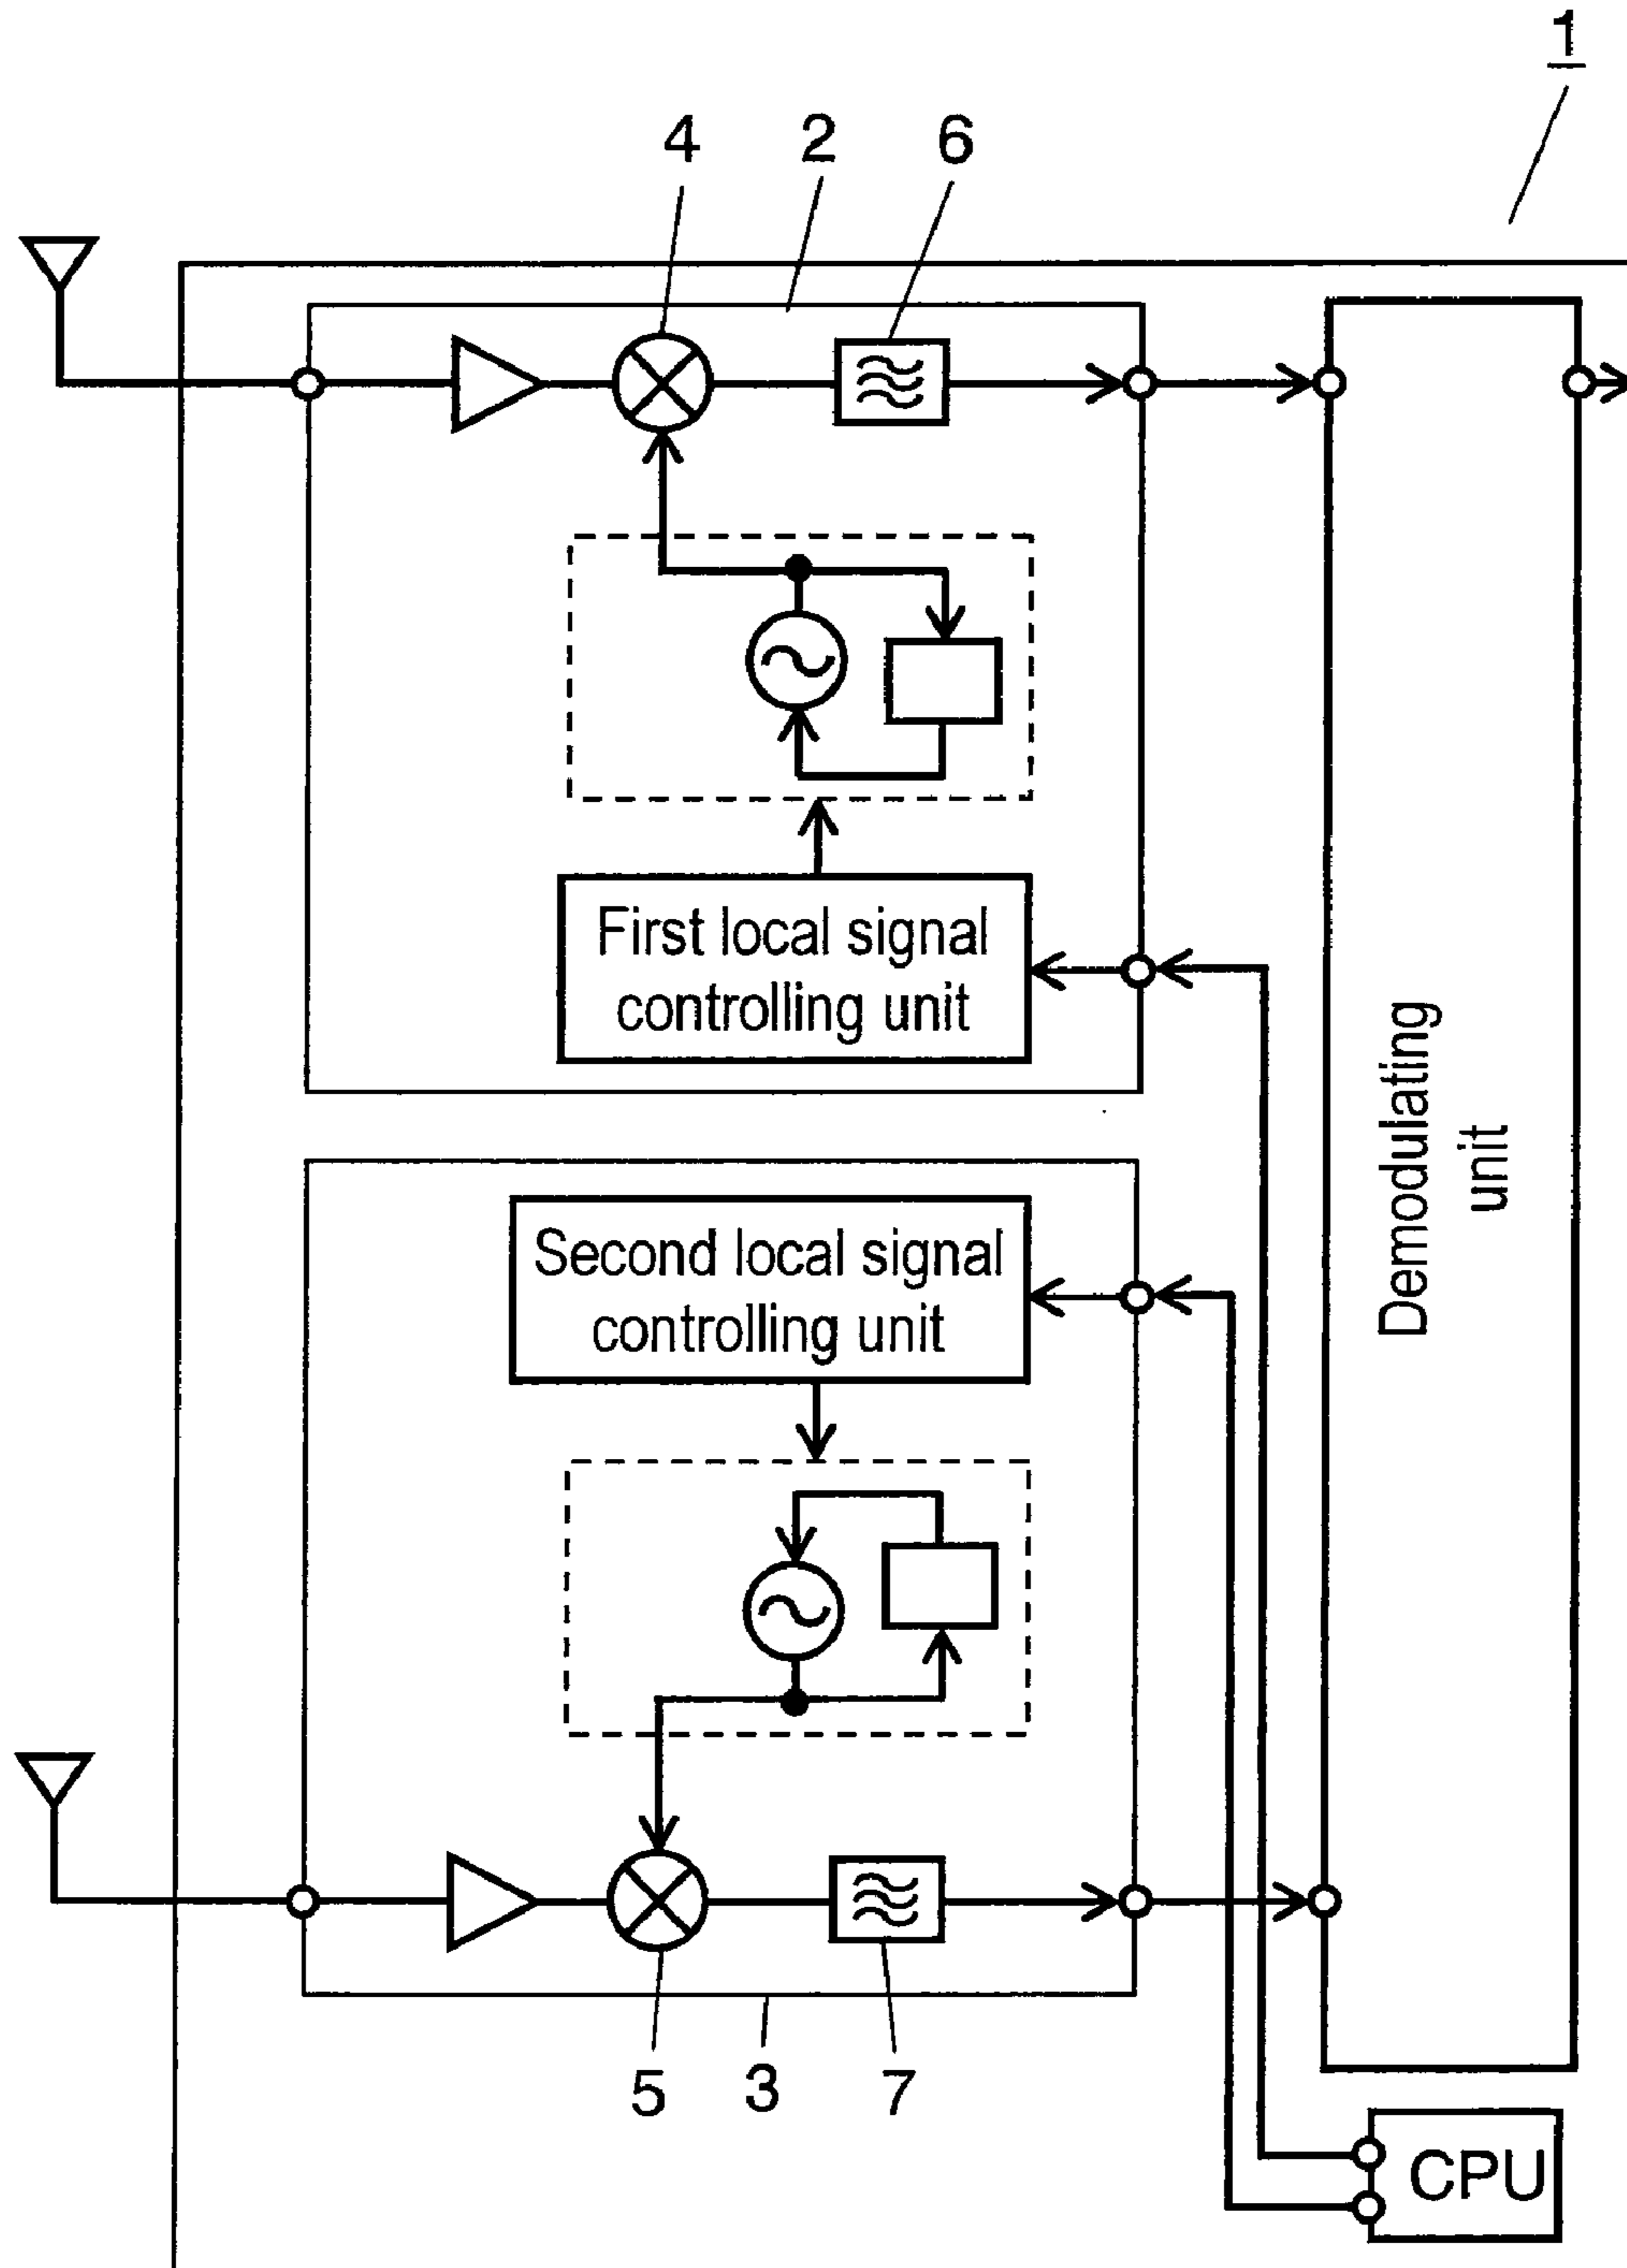 1
4
2
6
First local signal
controlling unit
Demodulating
unit
Second local signal
controlling unit
5
3
7
CPU